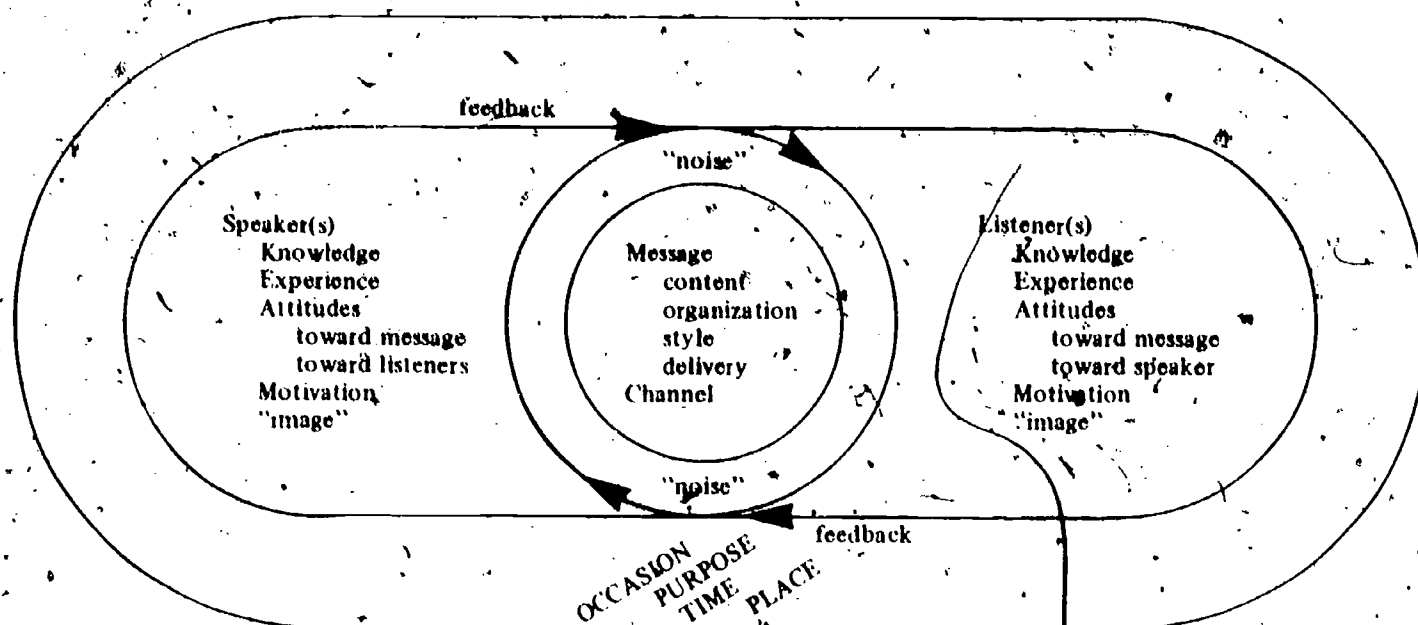 feedback
"noise"
Speaker(s)
Knowledge
Experience
Attitudes
toward message
toward listeners
Motivation
"image"
Message
content
organization
style
delivery
Channel
Listener(s)
Knowledge
Experience
Attitudes
toward message
toward speaker
Motivation
"image"
"noise"
feedback
OCCASION
PURPOSE
TIME
PLACE